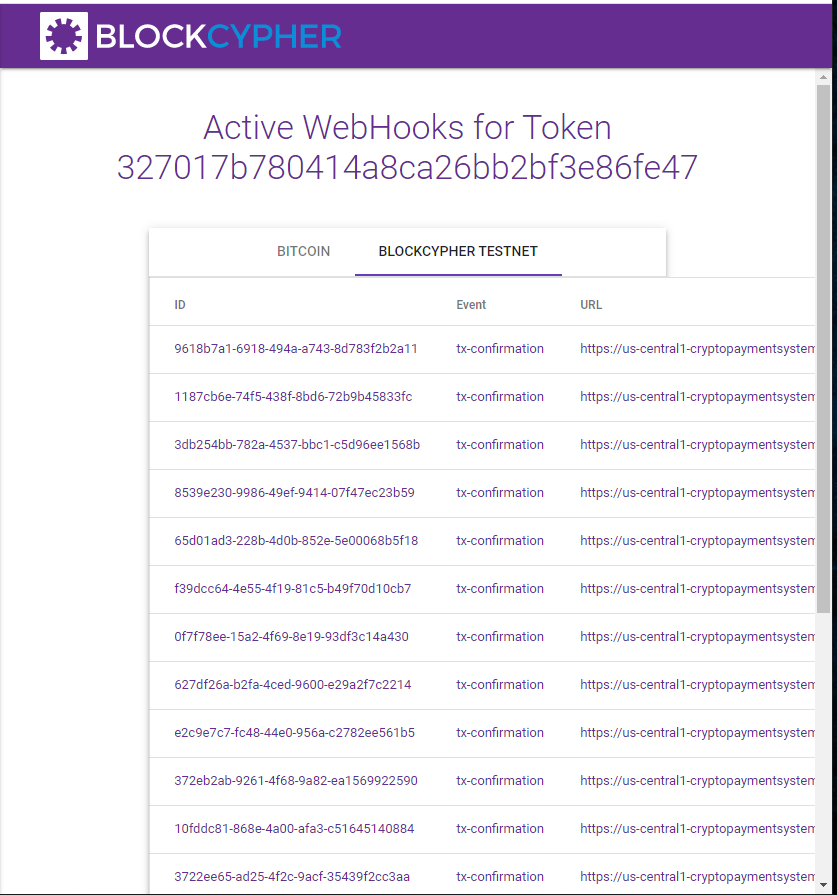 BLOCKCYPHER
Active WebHooks for Token
327017b780414a8ca26bb2bf3e86fe47
BITCOIN BLOCKCYPHER TESTNET
ID Event URL
9618b7a1-6918-494a-a743-8d783f2b2a11 tx-confirmation https://us-central1-cryptopaymentsystem
1187cb6e-74f5-438f-8bd6-72b9b45833fc tx-confirmation https://us-central1-cryptopaymentsystem
3db254bb-782a-4537-bbc1-c5d96ee1568b tx-confirmation https://us-central1-cryptopaymentsystem
8539e230-9986-49ef-9414-07f47ec23b59 tx-confirmation https://us-central1-cryptopaymentsystem
65d01ad3-228b-4d0b-852e-5e00068b5f18 tx-confirmation https://us-central1-cryptopaymentsystem
f39dcc64-4e55-4f19-81c5-b49f70d10cb7 tx-confirmation https://us-central1-cryptopaymentsystem
0f7f78ee-15a2-4f69-8e19-93df3c14a430 tx-confirmation https://us-central1-cryptopaymentsystem
627df26a-b2fa-4ced-9600-e29a2f7c2214 tx-confirmation https://us-central1-cryptopaymentsystem
e2c9e7c7-fc48-44e0-956a-c2782ee561b5 tx-confirmation https://us-central1-cryptopaymentsystem
372eb2ab-9261-4f68-9a82-ea1569922590 tx-confirmation https://us-central1-cryptopaymentsystem
10fddc81-868e-4a00-afa3-c51645140884 tx-confirmation https://us-central1-cryptopaymentsystem
3722ee65-ad25-4f2c-9acf-35439f2cc3aa tx-confirmation https://us-central1-cryptopaymentsystem